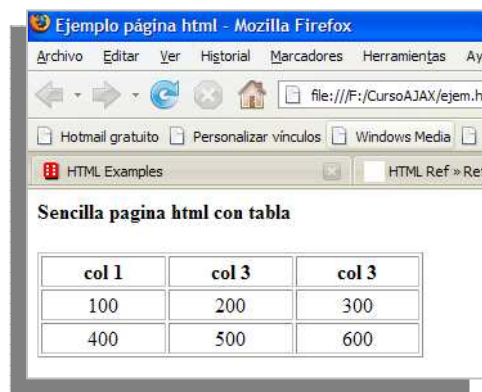 Ejemplo página html - Mozilla Firefox
Archivo Editar Ver Historial Marcadores Herramientas Ay
file:///F:/CursoAJAX/ejem.h
Hotmail gratuito Personalizar vínculos Windows Media
HTML Examples HTML Ref » Re
Sencilla pagina html con tabla
col 1 col 3 col 3
100 200 300
400 500 600